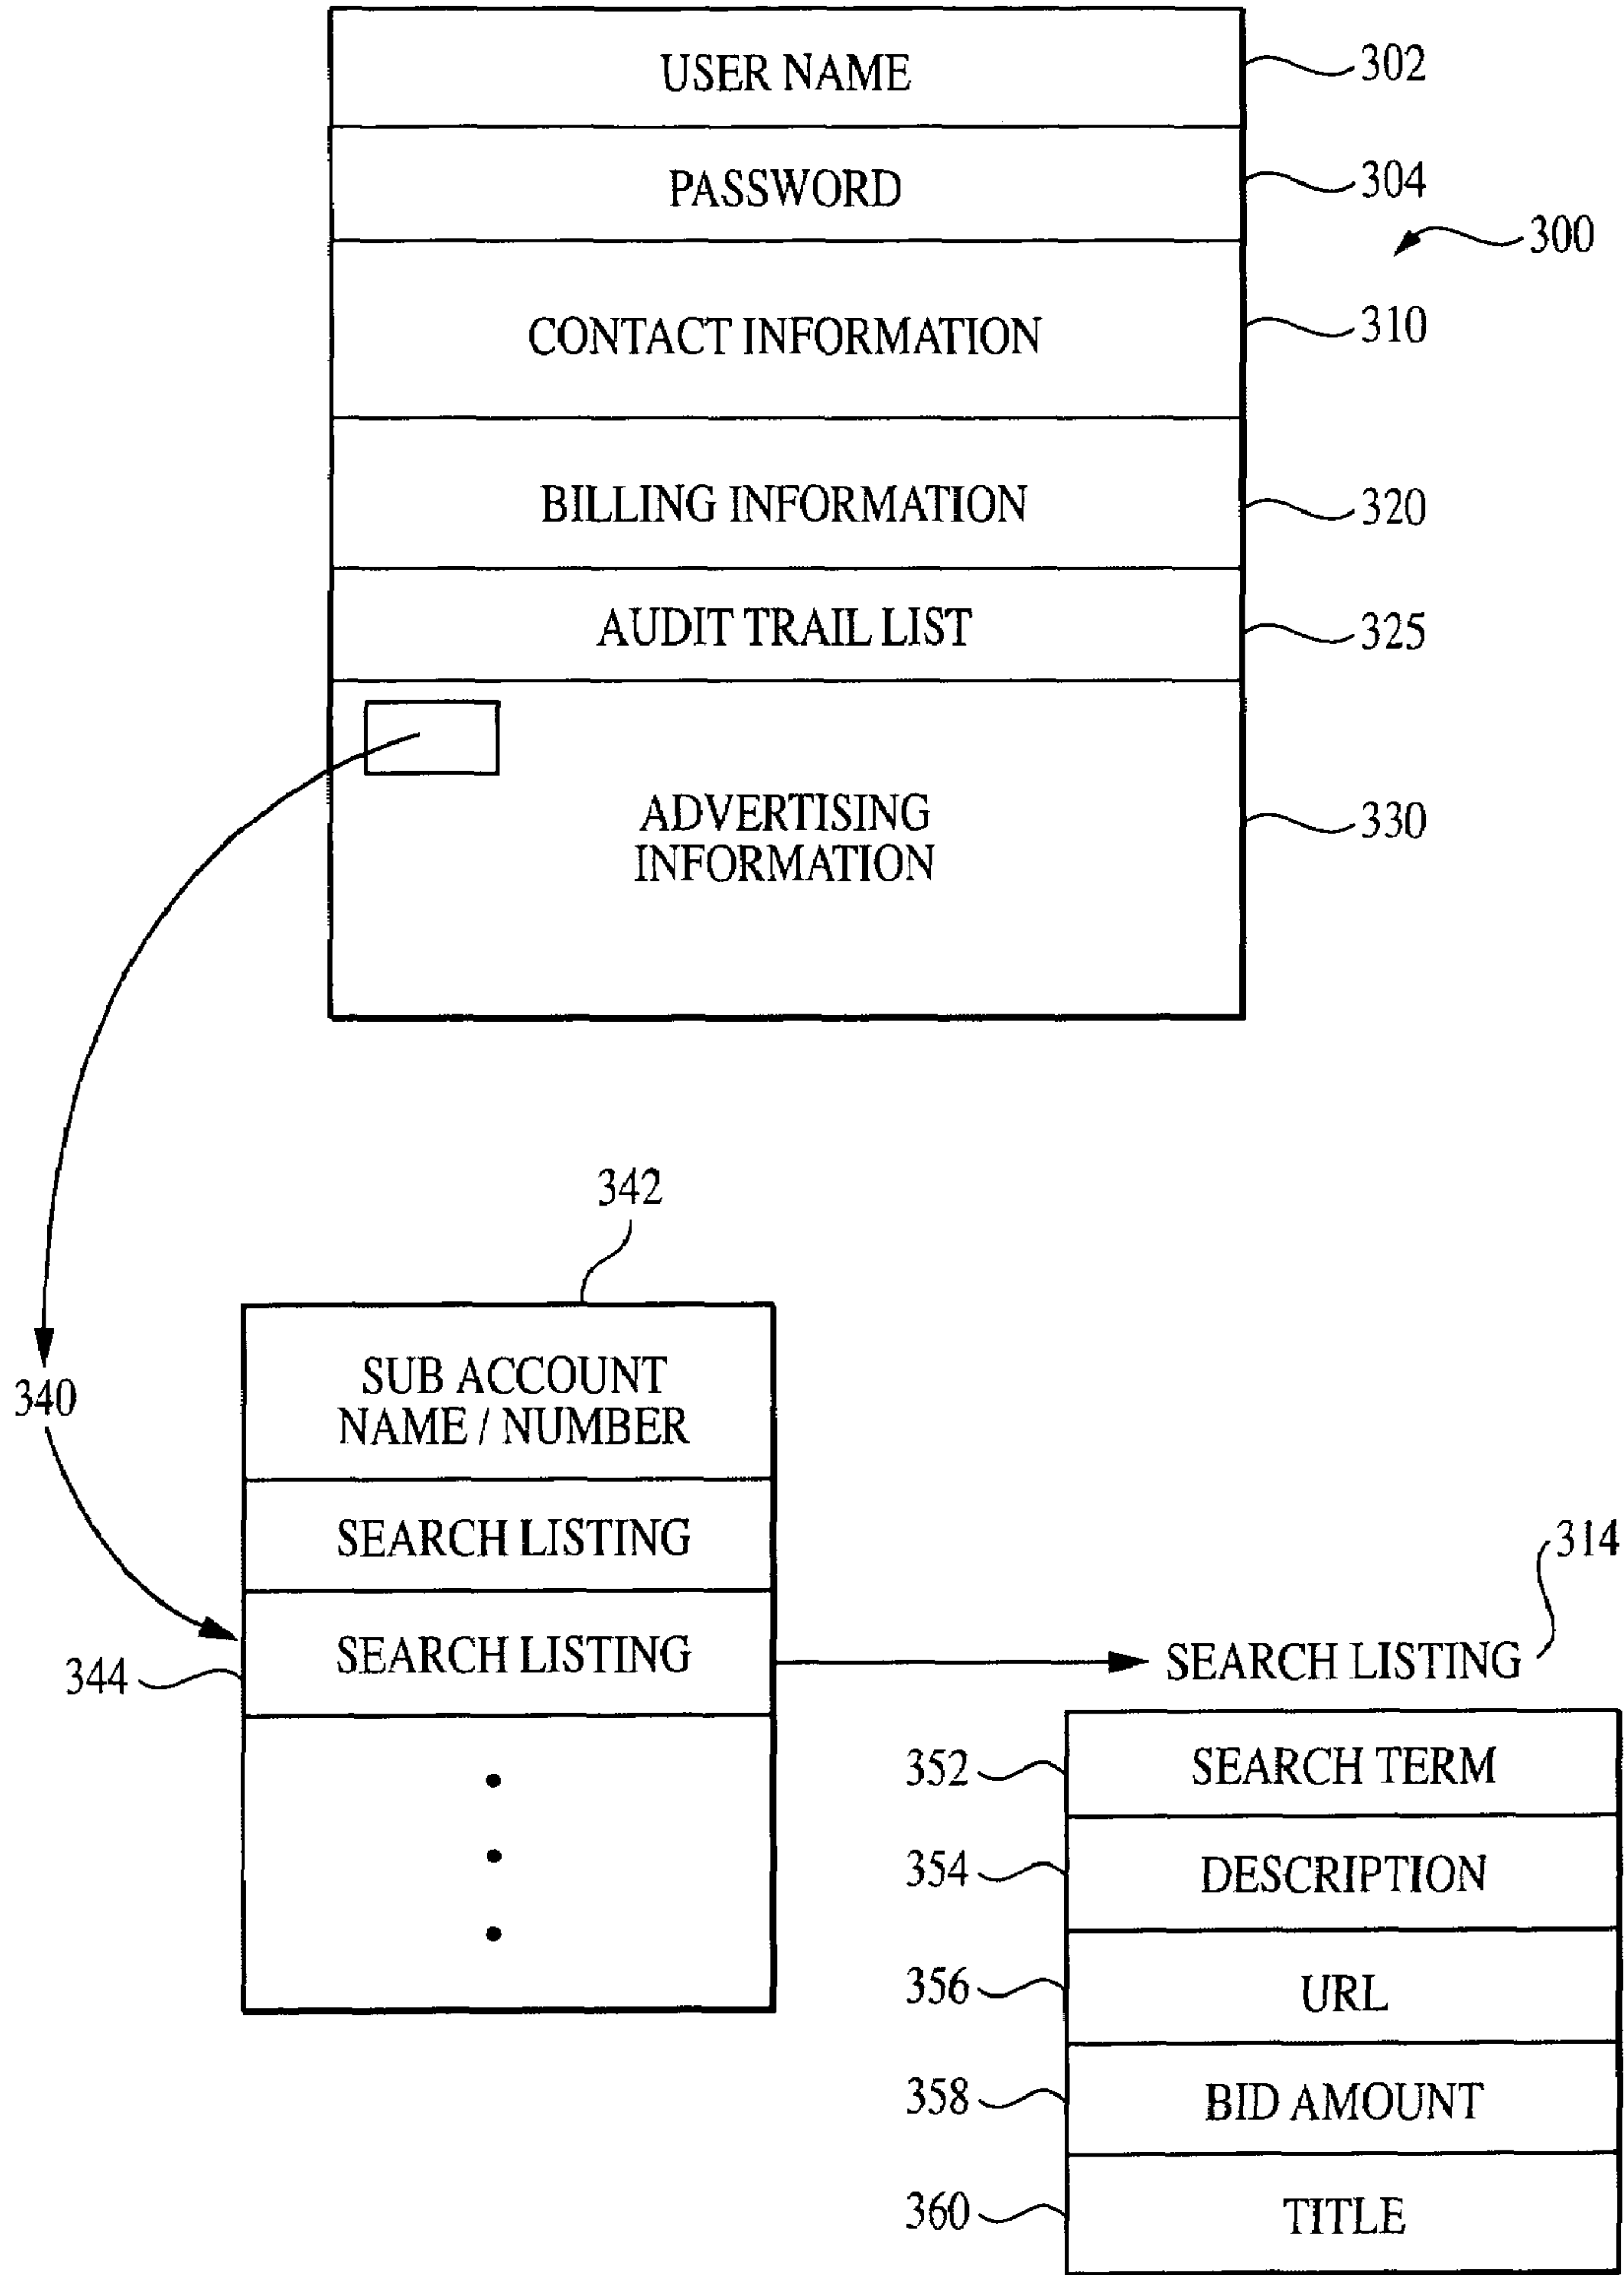 USER NAME
302
PASSWORD
304
300
CONTACT INFORMATION
310
BILLING INFORMATION
320
AUDIT TRAIL LIST
325
ADVERTISING
INFORMATION
330
342
340
SUB ACCOUNT
NAME / NUMBER
SEARCH LISTING
344
SEARCH LISTING
314
SEARCH LISTING
352
SEARCH TERM
354
DESCRIPTION
356
URL
358
BID AMOUNT
360
TITLE